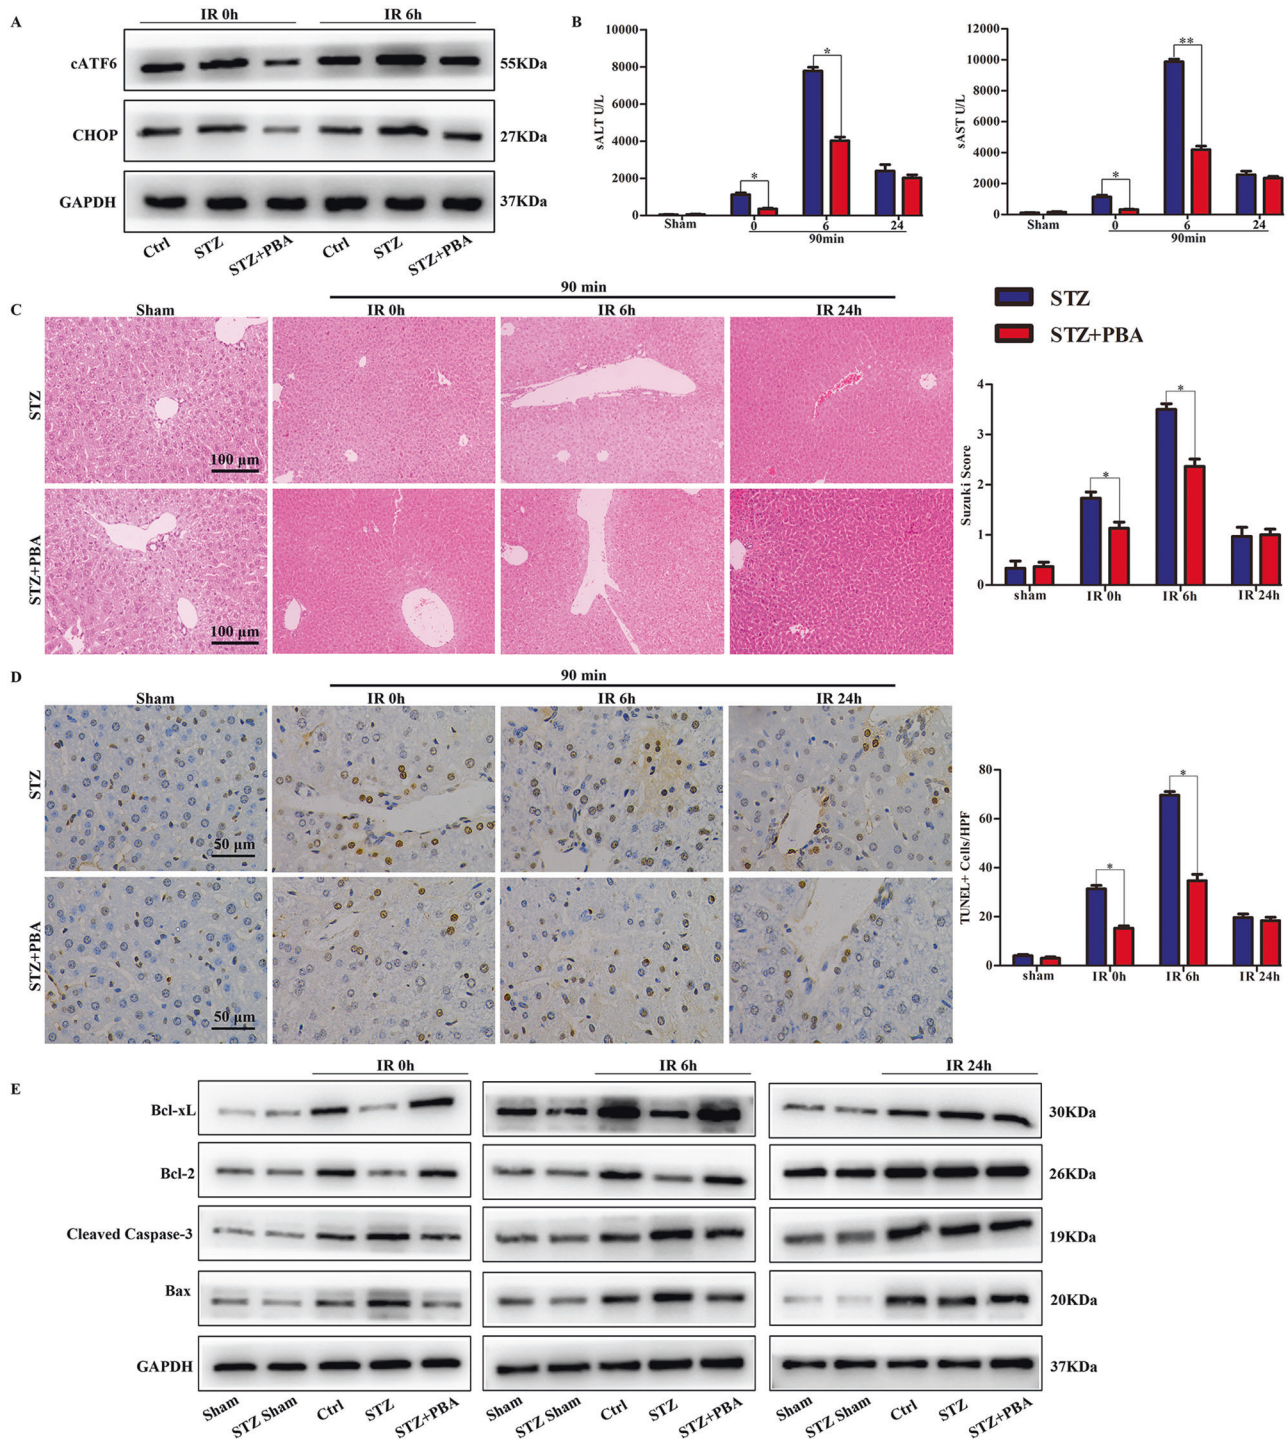 A
IR 0h
IR 6h
cATF6
55KDa
CHOP
27KDa
GAPDH
37KDa
Ctrl
STZ
STZ+PBA
Ctrl
STZ
STZ+PBA
B
sALT U/L
10000
8000
6000
4000
2000
0
*
*
Sham
0
6
24
90min
sAST U/L
12000
10000
8000
6000
4000
2000
0
*
**
Sham
0
6
24
90min
STZ
STZ+PBA
C
90 min
Sham
IR 0h
IR 6h
IR 24h
STZ
100 μm
STZ+PBA
100 μm
Suzuki Score
4
3
2
1
0
*
*
sham
IR 0h
IR 6h
IR 24h
D
90 min
Sham
IR 0h
IR 6h
IR 24h
STZ
50 μm
STZ+PBA
50 μm
TUNEL+ Cells/HPF
80
60
40
20
0
*
*
sham
IR 0h
IR 6h
IR 24h
E
IR 0h
IR 6h
IR 24h
Bcl-xL
30KDa
Bcl-2
26KDa
Cleaved Caspase-3
19KDa
Bax
20KDa
GAPDH
37KDa
Sham
STZ Sham
Ctrl
STZ
STZ+PBA
Sham
STZ Sham
Ctrl
STZ
STZ+PBA
Sham
STZ Sham
Ctrl
STZ
STZ+PBA